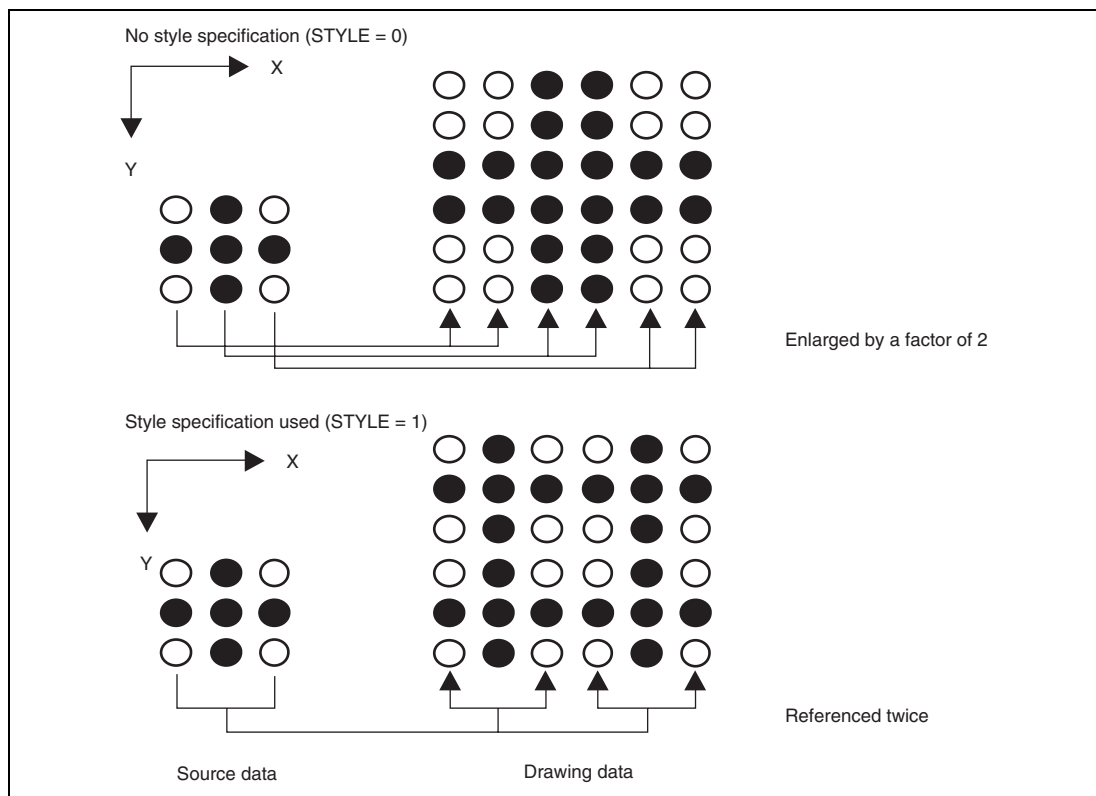 No style specification (STYLE = 0)
X
Y
Enlarged by a factor of 2
Style specification used (STYLE = 1)
X
Y
Referenced twice
Source data
Drawing data